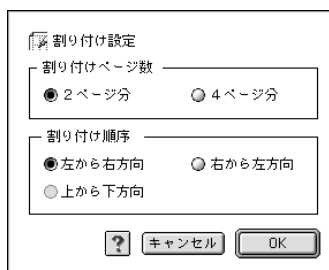 割り付け設定
割り付けページ数
２ページ分 ４ページ分
割り付け順序
左から右方向 右から左方向
上から下方向
? キャンセル OK